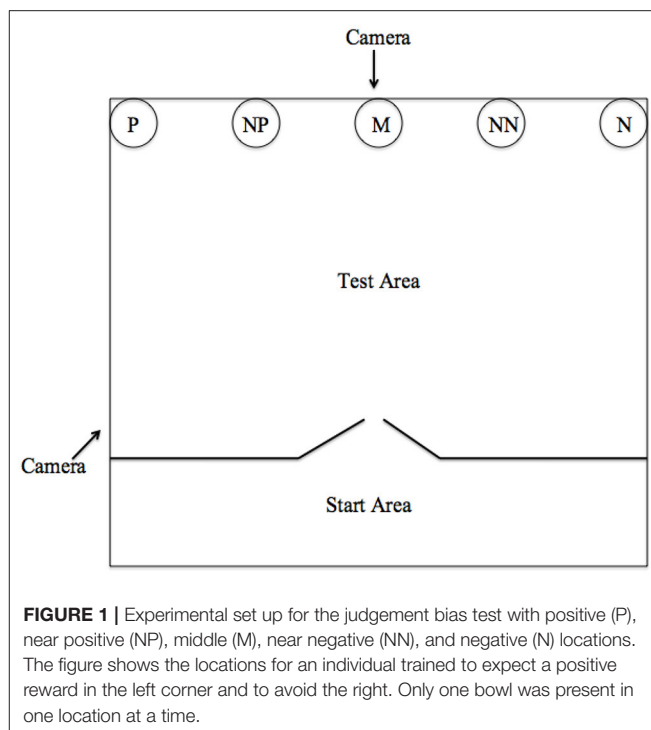 Camera
P NP M NN N
Test Area
Camera
Start Area
FIGURE 1 | Experimental set up for the judgement bias test with positive (P),
near positive (NP), middle (M), near negative (NN), and negative (N) locations.
The figure shows the locations for an individual trained to expect a positive
reward in the left corner and to avoid the right. Only one bowl was present in
one location at a time.